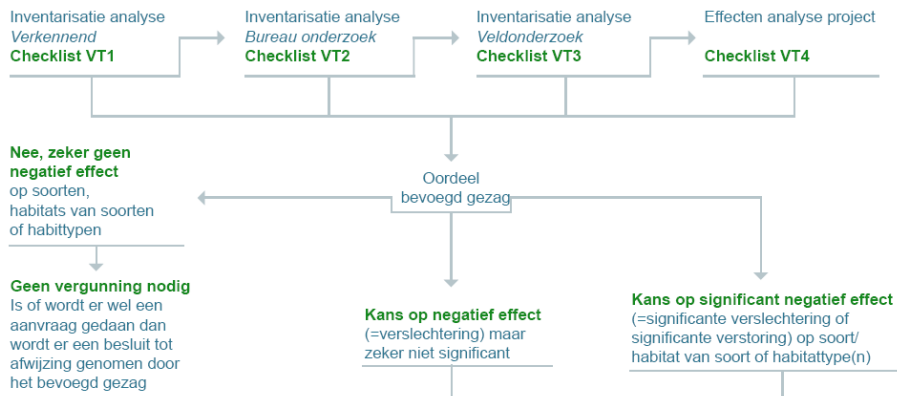 Inventarisatie analyse
Verkennend
Checklist VT1
Inventarisatie analyse
Bureau onderzoek
Checklist VT2
Inventarisatie analyse
Veldonderzoek
Checklist VT3
Effecten analyse project
Checklist VT4
Oordeel
bevoegd gezag
Nee, zeker geen
negatief effect
op soorten,
habitats van soorten
of habittypen
Geen vergunning nodig
Is of wordt er wel een
aanvraag gedaan dan
wordt er een besluit tot
afwijzing genomen door
het bevoegd gezag
Kans op negatief effect
(=verslechtering) maar
zeker niet significant
Kans op significant negatief effect
(=significante verslechtering of
significante verstoring) op soort/
habitat van soort of habitattype(n)